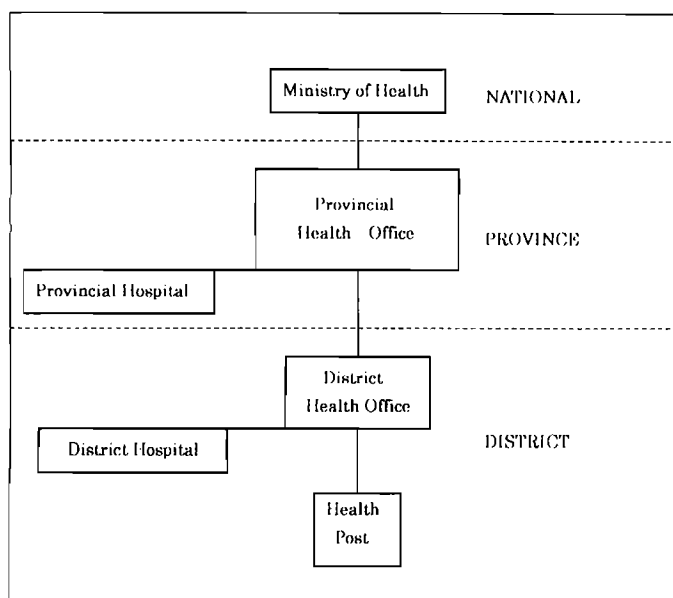 Ministry of Health
NATIONAL
Provincial
Health Office
PROVINCE
Provincial Hospital
District
Health Office
District Hospital
DISTRICT
Health
Post